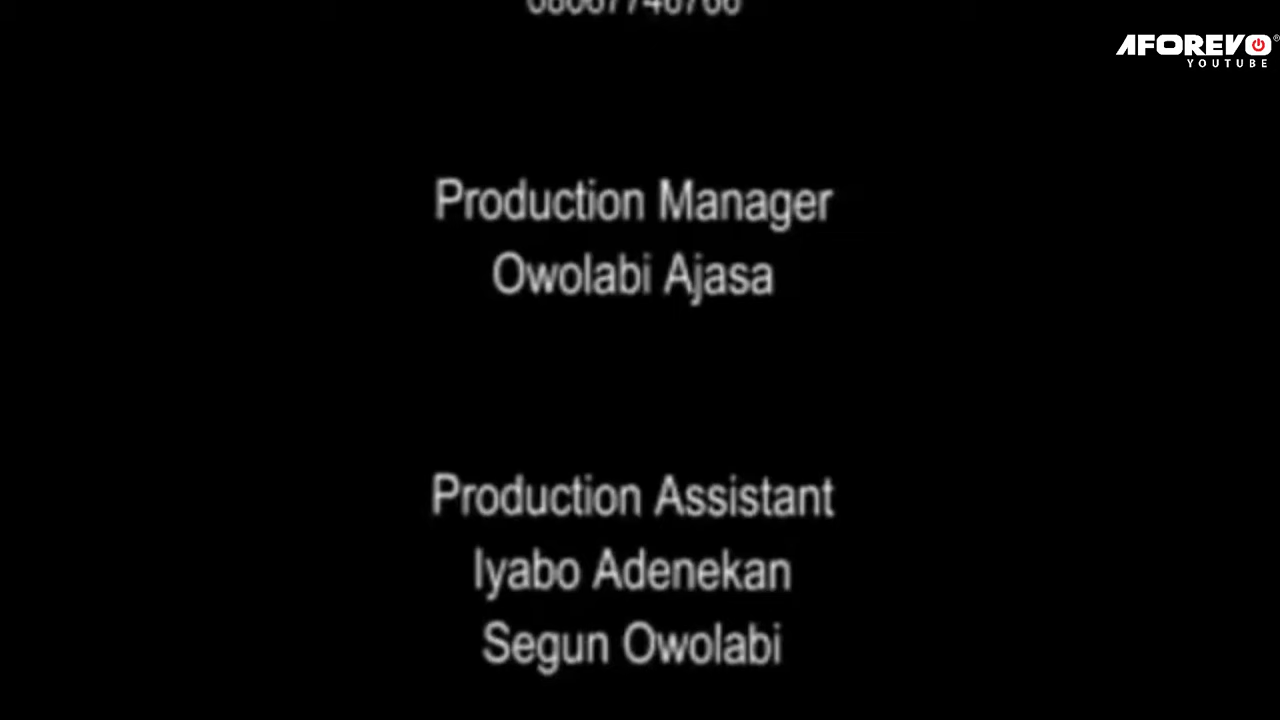 AFOREVO®
YOUTUBE
Production Manager
Owolabi Ajasa
Production Assistant
Iyabo Adenekan
Segun Owolabi